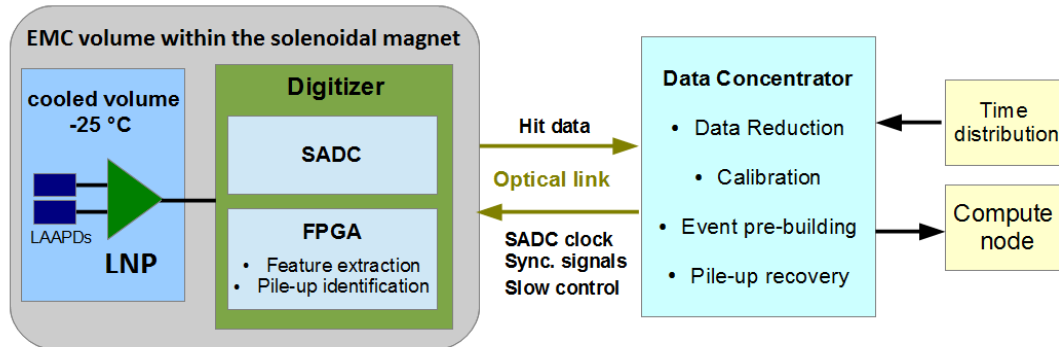 EMC volume within the solenoidal magnet
cooled volume
-25 °C
LAAPDs
LNP
Digitizer
SADC
FPGA
• Feature extraction
• Pile-up identification
Hit data
Optical link
SADC clock
Sync. signals
Slow control
Data Concentrator
• Data Reduction
• Calibration
• Event pre-building
• Pile-up recovery
Time
distribution
Compute
node